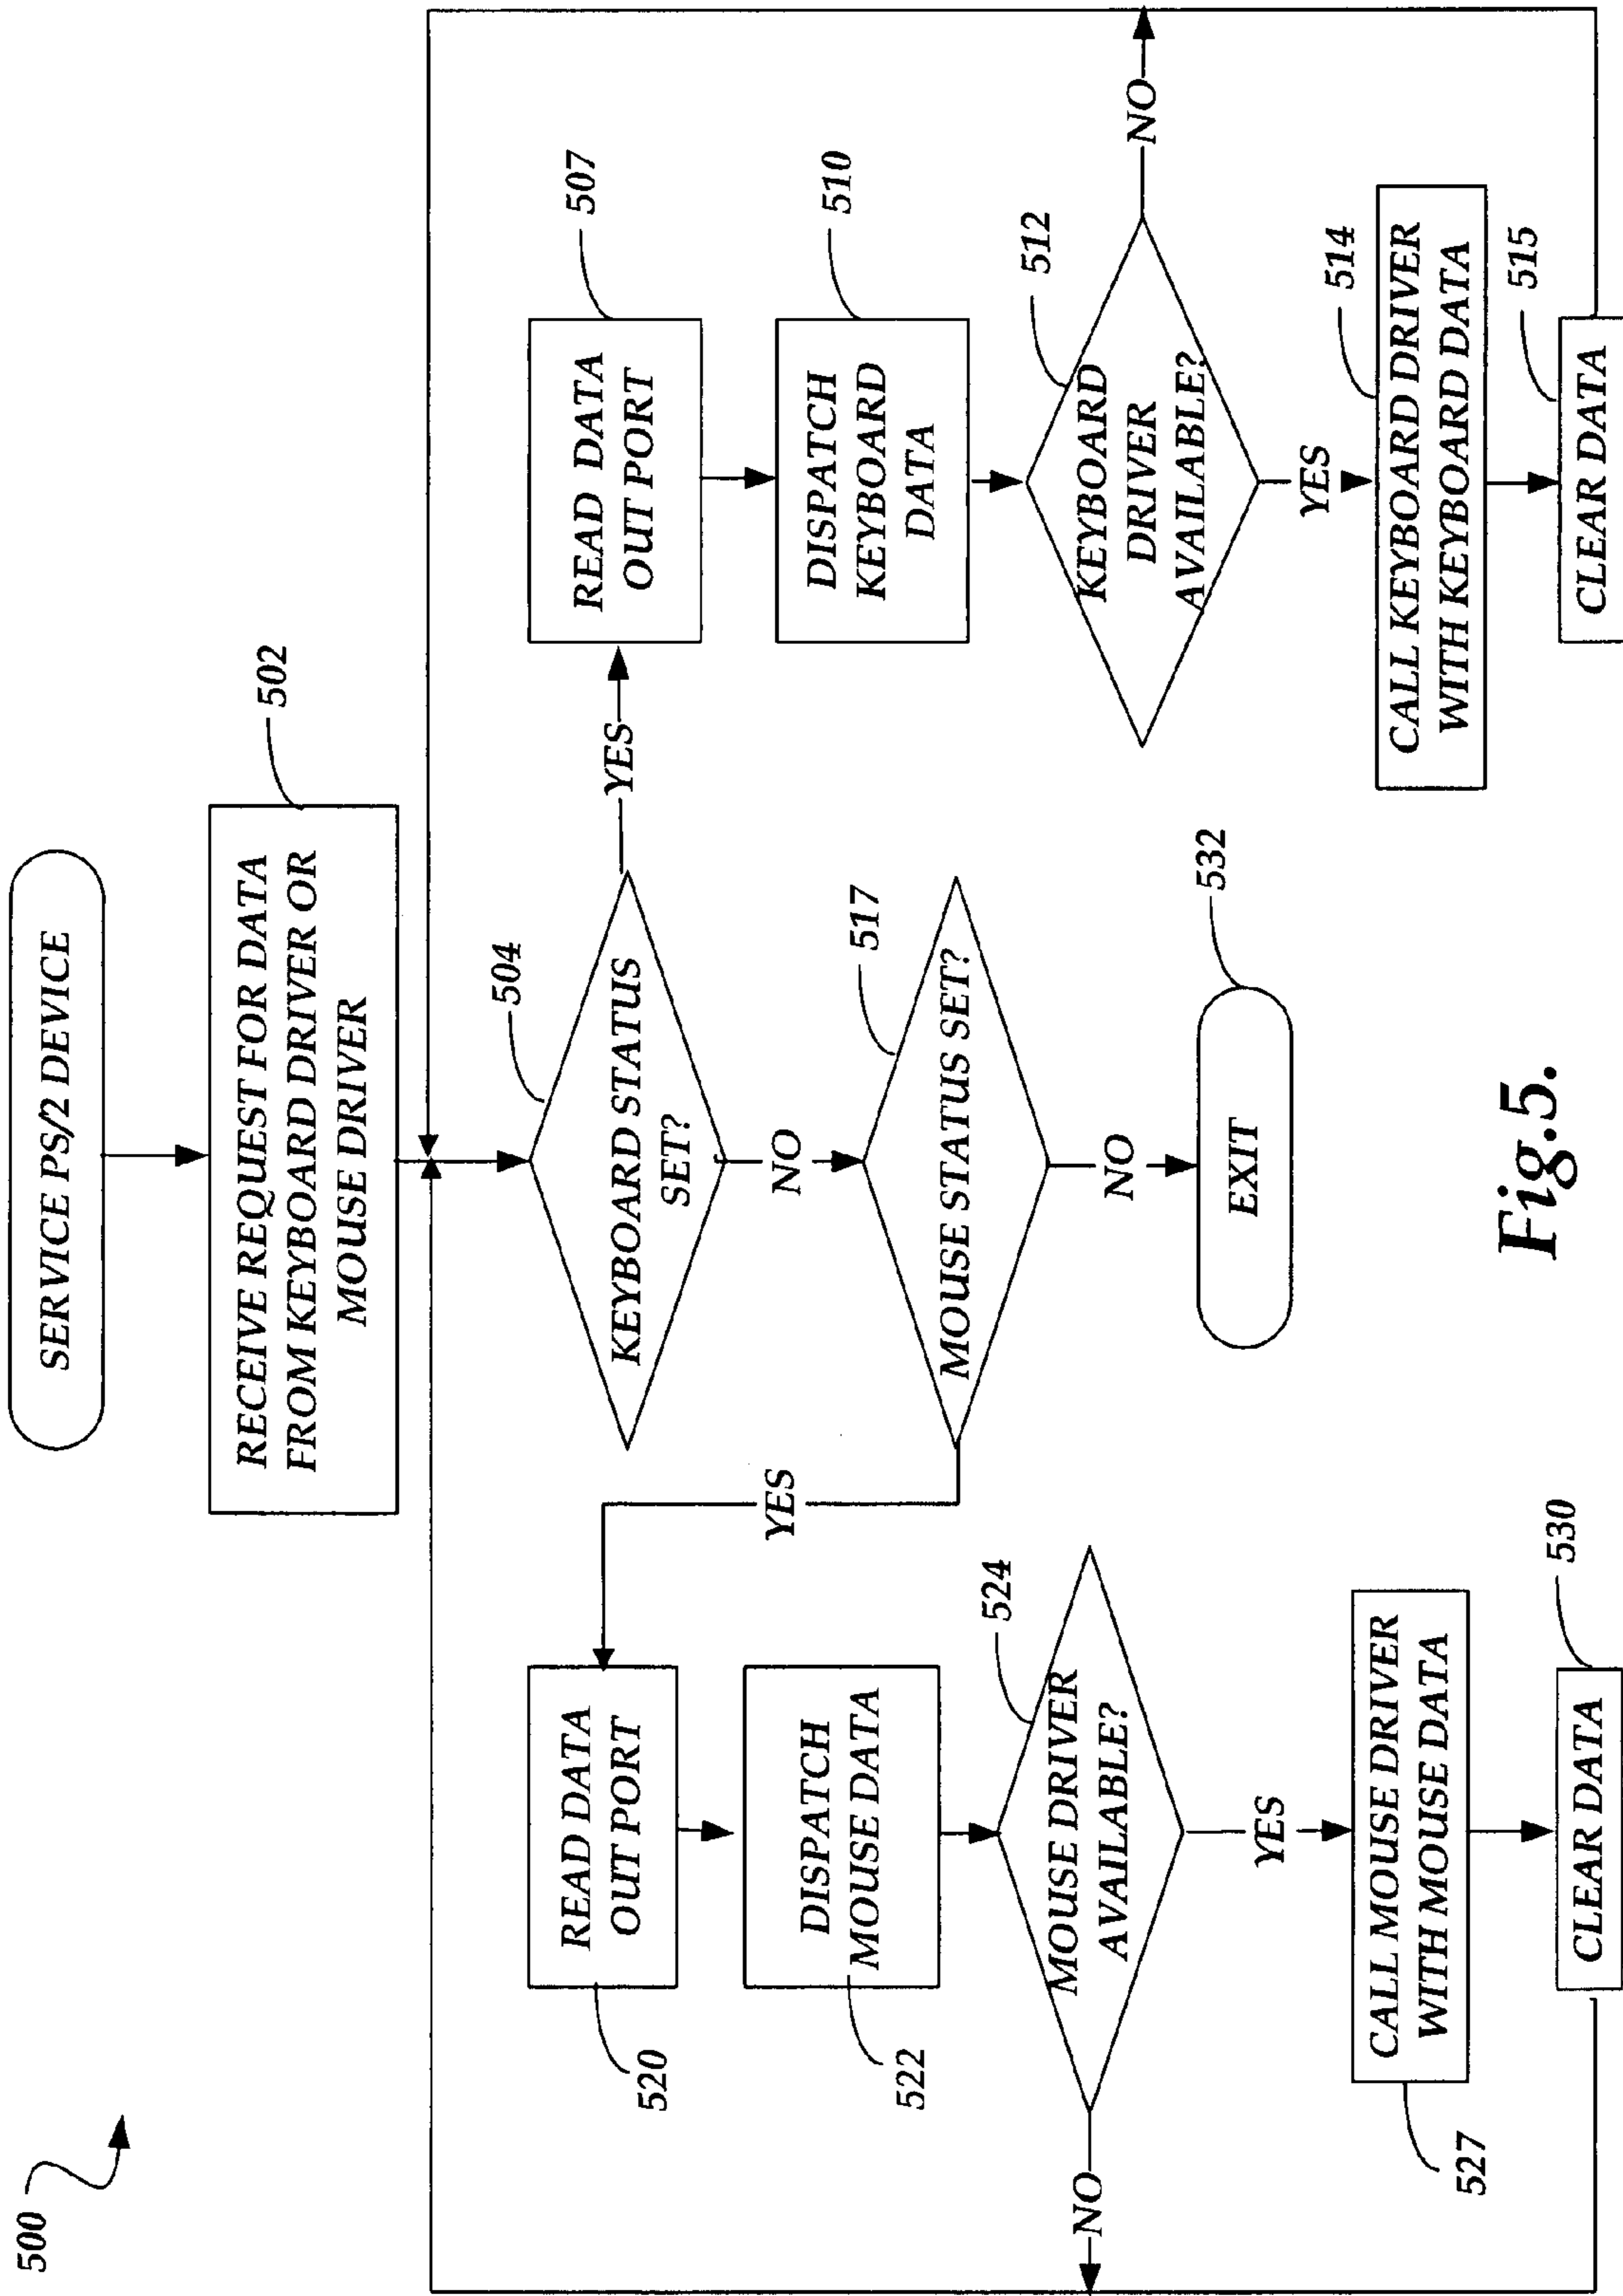 500
SERVICE PS/2 DEVICE
502
RECEIVE REQUEST FOR DATA
FROM KEYBOARD DRIVER OR
MOUSE DRIVER
504
KEYBOARD STATUS
SET?
YES
507
READ DATA
OUT PORT
510
DISPATCH
KEYBOARD
DATA
512
KEYBOARD
DRIVER
AVAILABLE?
NO
YES
514
CALL KEYBOARD DRIVER
WITH KEYBOARD DATA
515
CLEAR DATA
NO
517
MOUSE STATUS SET?
NO
532
EXIT
YES
READ DATA
OUT PORT
520
DISPATCH
MOUSE DATA
522
524
MOUSE DRIVER
AVAILABLE?
NO
YES
CALL MOUSE DRIVER
WITH MOUSE DATA
527
530
CLEAR DATA
Fig.5.